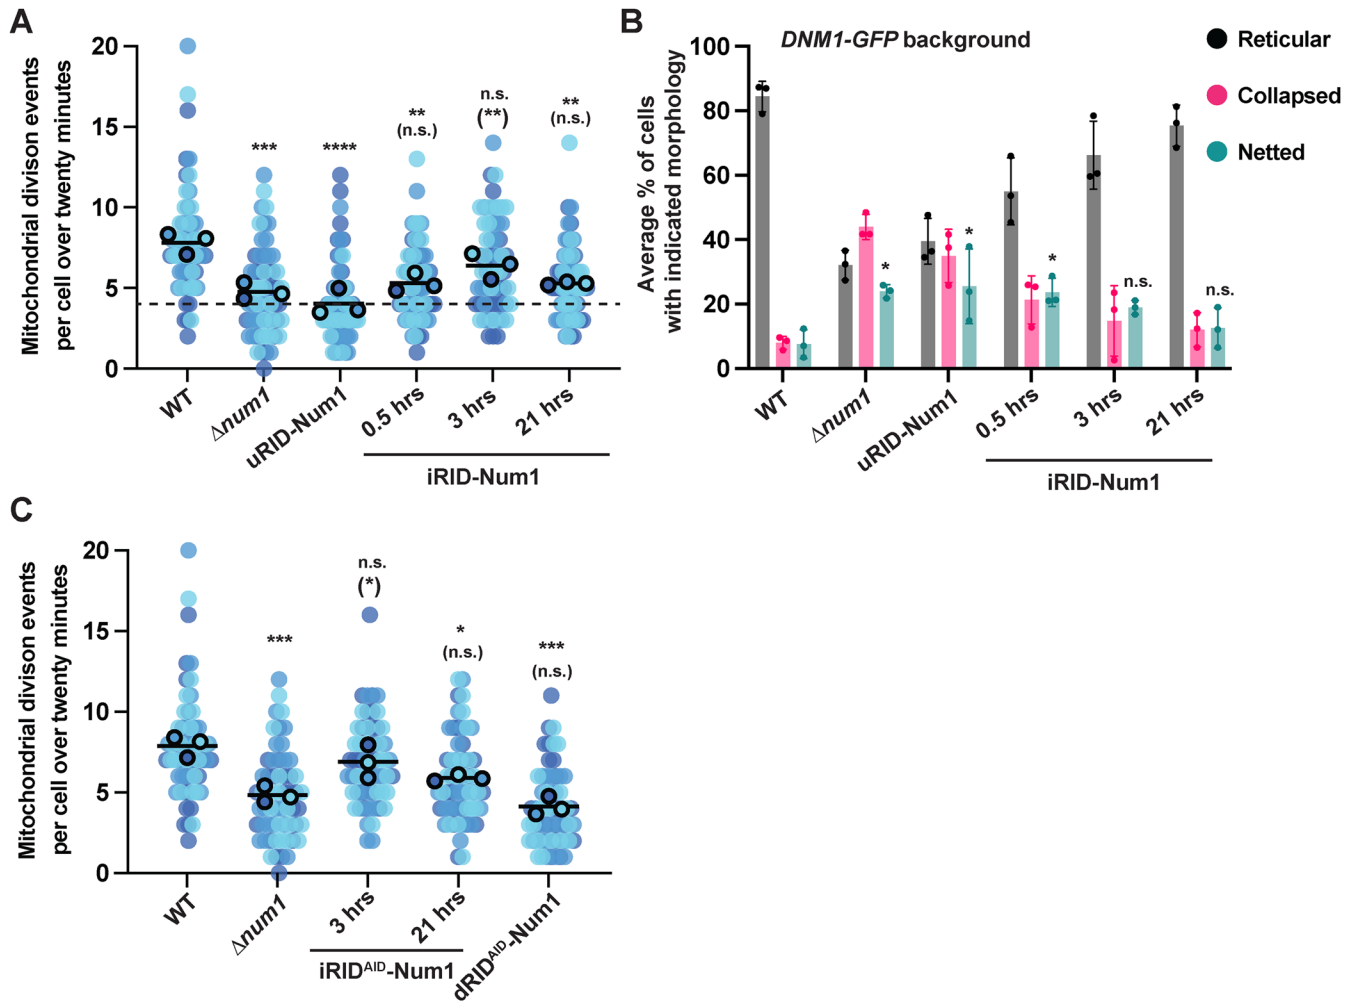 A
Mitochondrial divison events
per cell over twenty minutes
20
15
10
5
0
***
****
**
(n.s.)
n.s.
(**)
**
(n.s.)
WT
Δnum1
uRID-Num1
0.5 hrs
3 hrs
21 hrs
iRID-Num1
B
DNM1-GFP background
Average % of cells
with indicated morphology
100
80
60
40
20
0
*
*
*
n.s.
n.s.
Reticular
Collapsed
Netted
WT
Δnum1
uRID-Num1
0.5 hrs
3 hrs
21 hrs
iRID-Num1
C
Mitochondrial divison events
per cell over twenty minutes
20
15
10
5
0
***
n.s.
(*)
*
(n.s.)
***
(n.s.)
WT
Δnum1
3 hrs
21 hrs
dRIDAID-Num1
iRIDAID-Num1